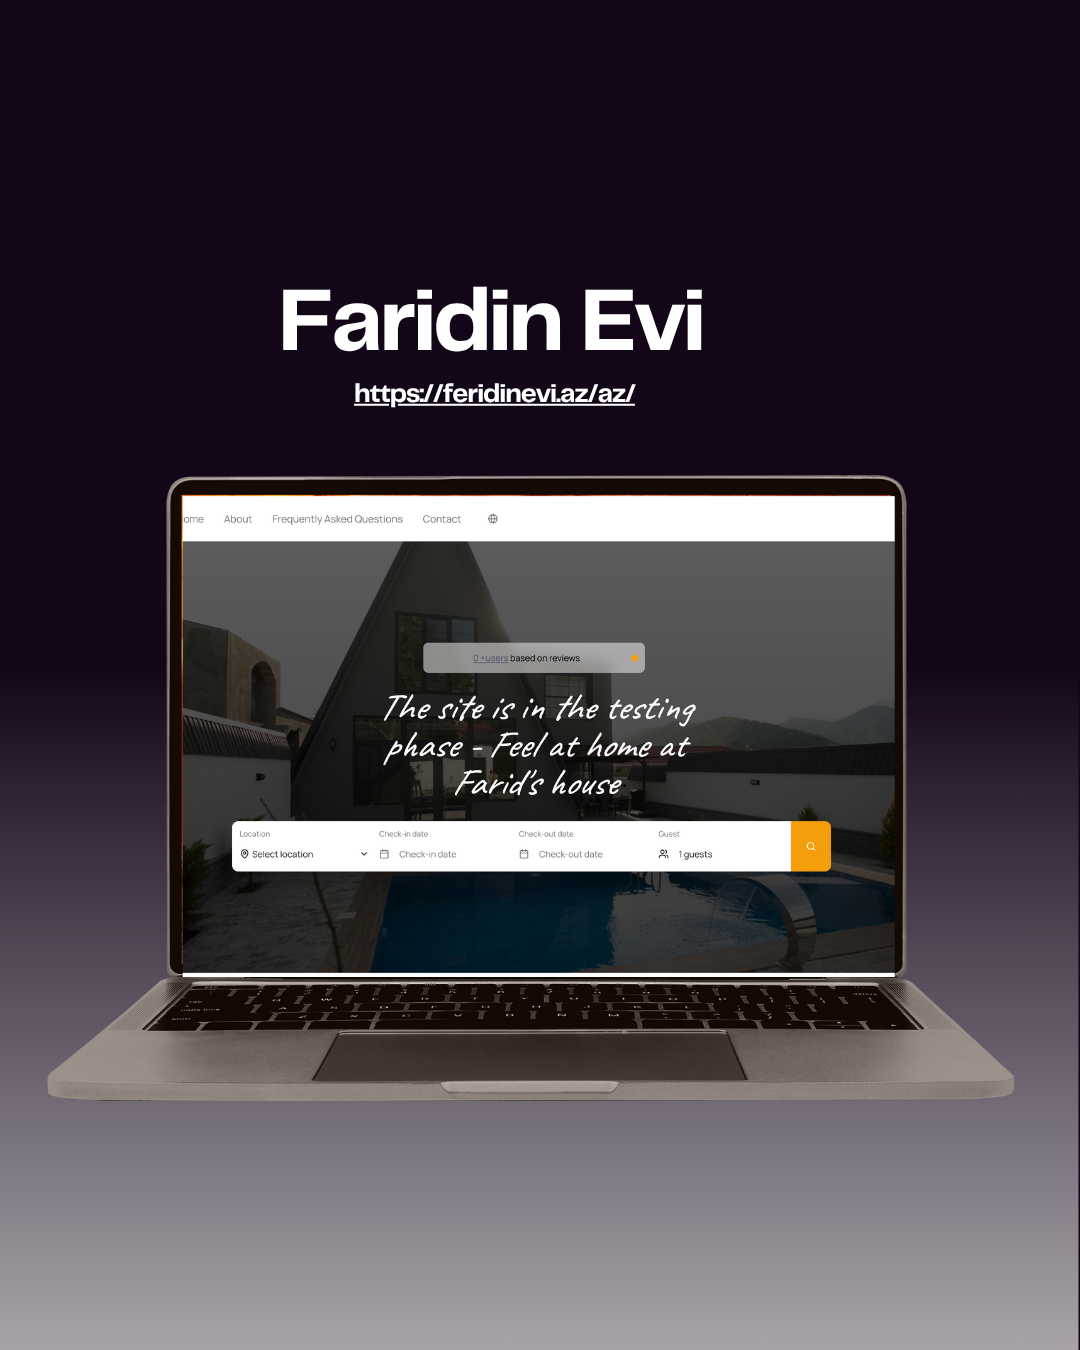 Faridin Evi
https://feridinevi.az/az/
ome About Frequently Asked Questions Contact
0 +users based on reviews
The site is in the testing
phase - Feel at home at
Farid's house
Location Check-in date Check-out date Guest
Select location Check-in date Check-out date 1 guests